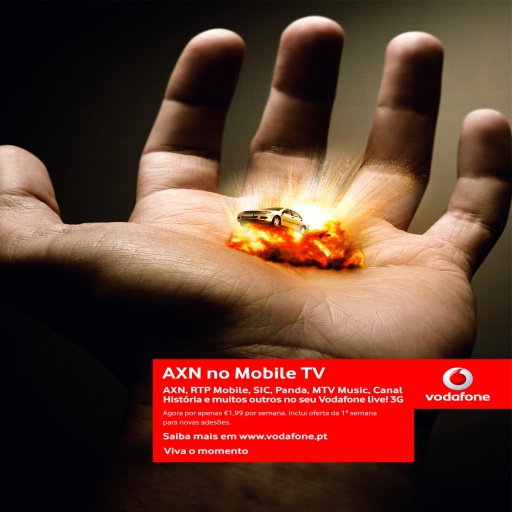 AXN no Mobile TV
AXN, RTP Mobile, SIC, Panda, MTV Music, Canal
História e muitos outros no seu Vodafone live! 3G
Agora por apenas €1,99 por semana. Inclui oferta da 1ª semana
para novas adesões.
Saiba mais em www.vodafone.pt
Viva o momento
vodafone